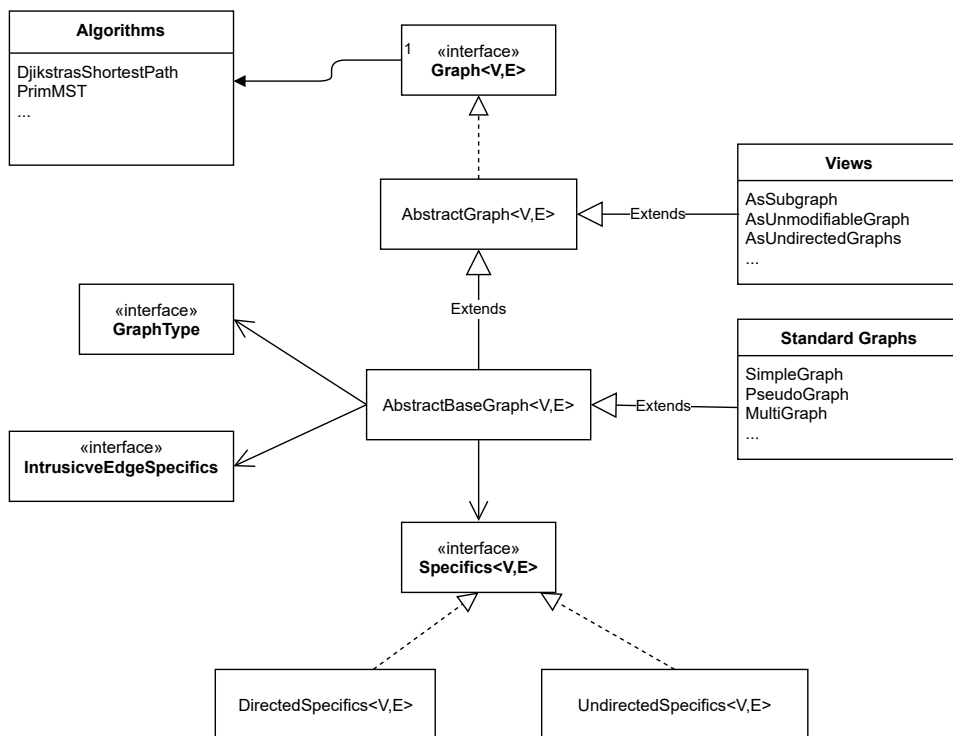 Algorithms
DjikstrasShortestPath
PrimMST
...
1
«interface»
Graph<V,E>
AbstractGraph<V,E>
Extends
Views
AsSubgraph
AsUnmodifiableGraph
AsUndirectedGraphs
...
Extends
«interface»
GraphType
Standard Graphs
SimpleGraph
PseudoGraph
MultiGraph
...
AbstractBaseGraph<V,E>
Extends
«interface»
IntrusicveEdgeSpecifics
«interface»
Specifics<V,E>
DirectedSpecifics<V,E>
UndirectedSpecifics<V,E>